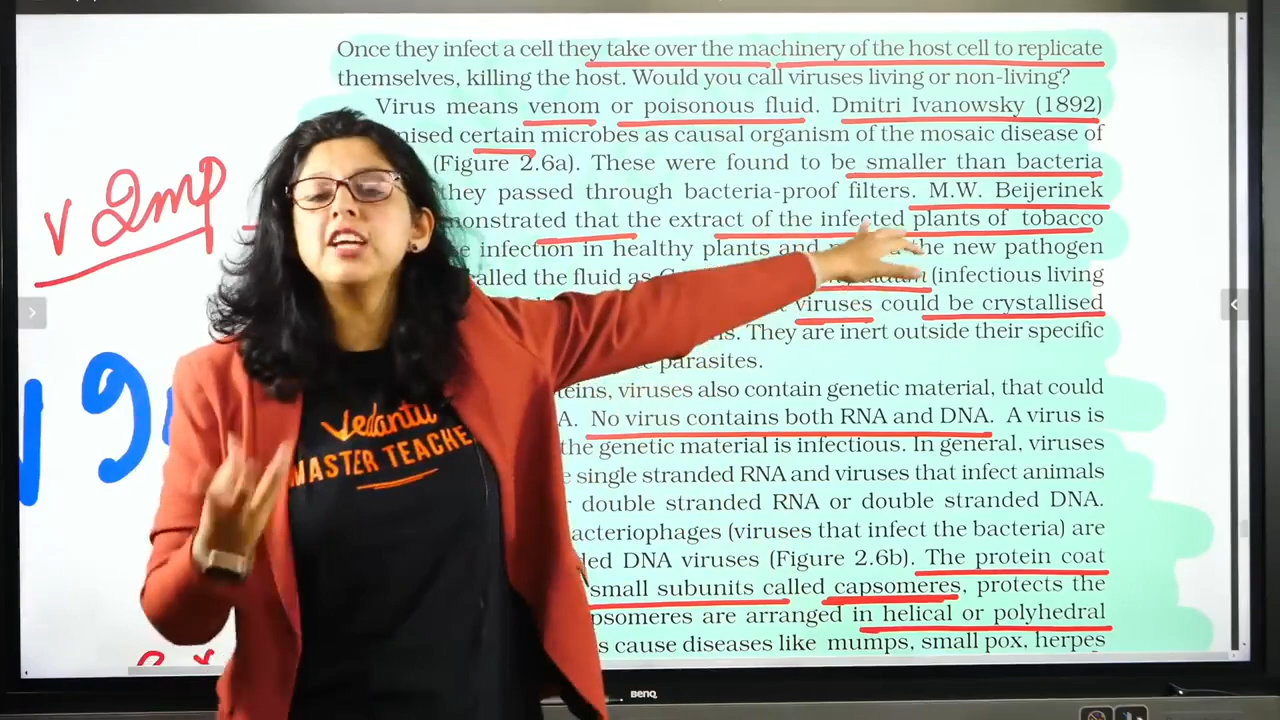 Once they infect a cell they take over the machinery of the host cell to replicate
themselves, killing the host. Would you call viruses living or non-living?
Virus means venom or poisonous fluid. Dmitri Ivanowsky (1892)
nised certain microbes as causal organism of the mosaic disease of
(Figure 2.6a). These were found to be smaller than bacteria
they passed through bacteria-proof filters. M.W. Beijerinek
monstrated that the extract of the infected plants of tobacco
e infection in healthy plants and the new pathogen
alled the fluid as (infectious living
viruses could be crystallised
ns. They are inert outside their specific
parasites.
teins, viruses also contain genetic material, that could
A. No virus contains both RNA and DNA. A virus is
the genetic material is infectious. In general, viruses
e single stranded RNA and viruses that infect animals
r double stranded RNA or double stranded DNA.
acteriophages (viruses that infect the bacteria) are
ded DNA viruses (Figure 2.6b). The protein coat
small subunits called capsomeres, protects the
psomeres are arranged in helical or polyhedral
s cause diseases like mumps, small pox, herpes
v Imp
Vedantu
MASTER TEACHE
BenQ